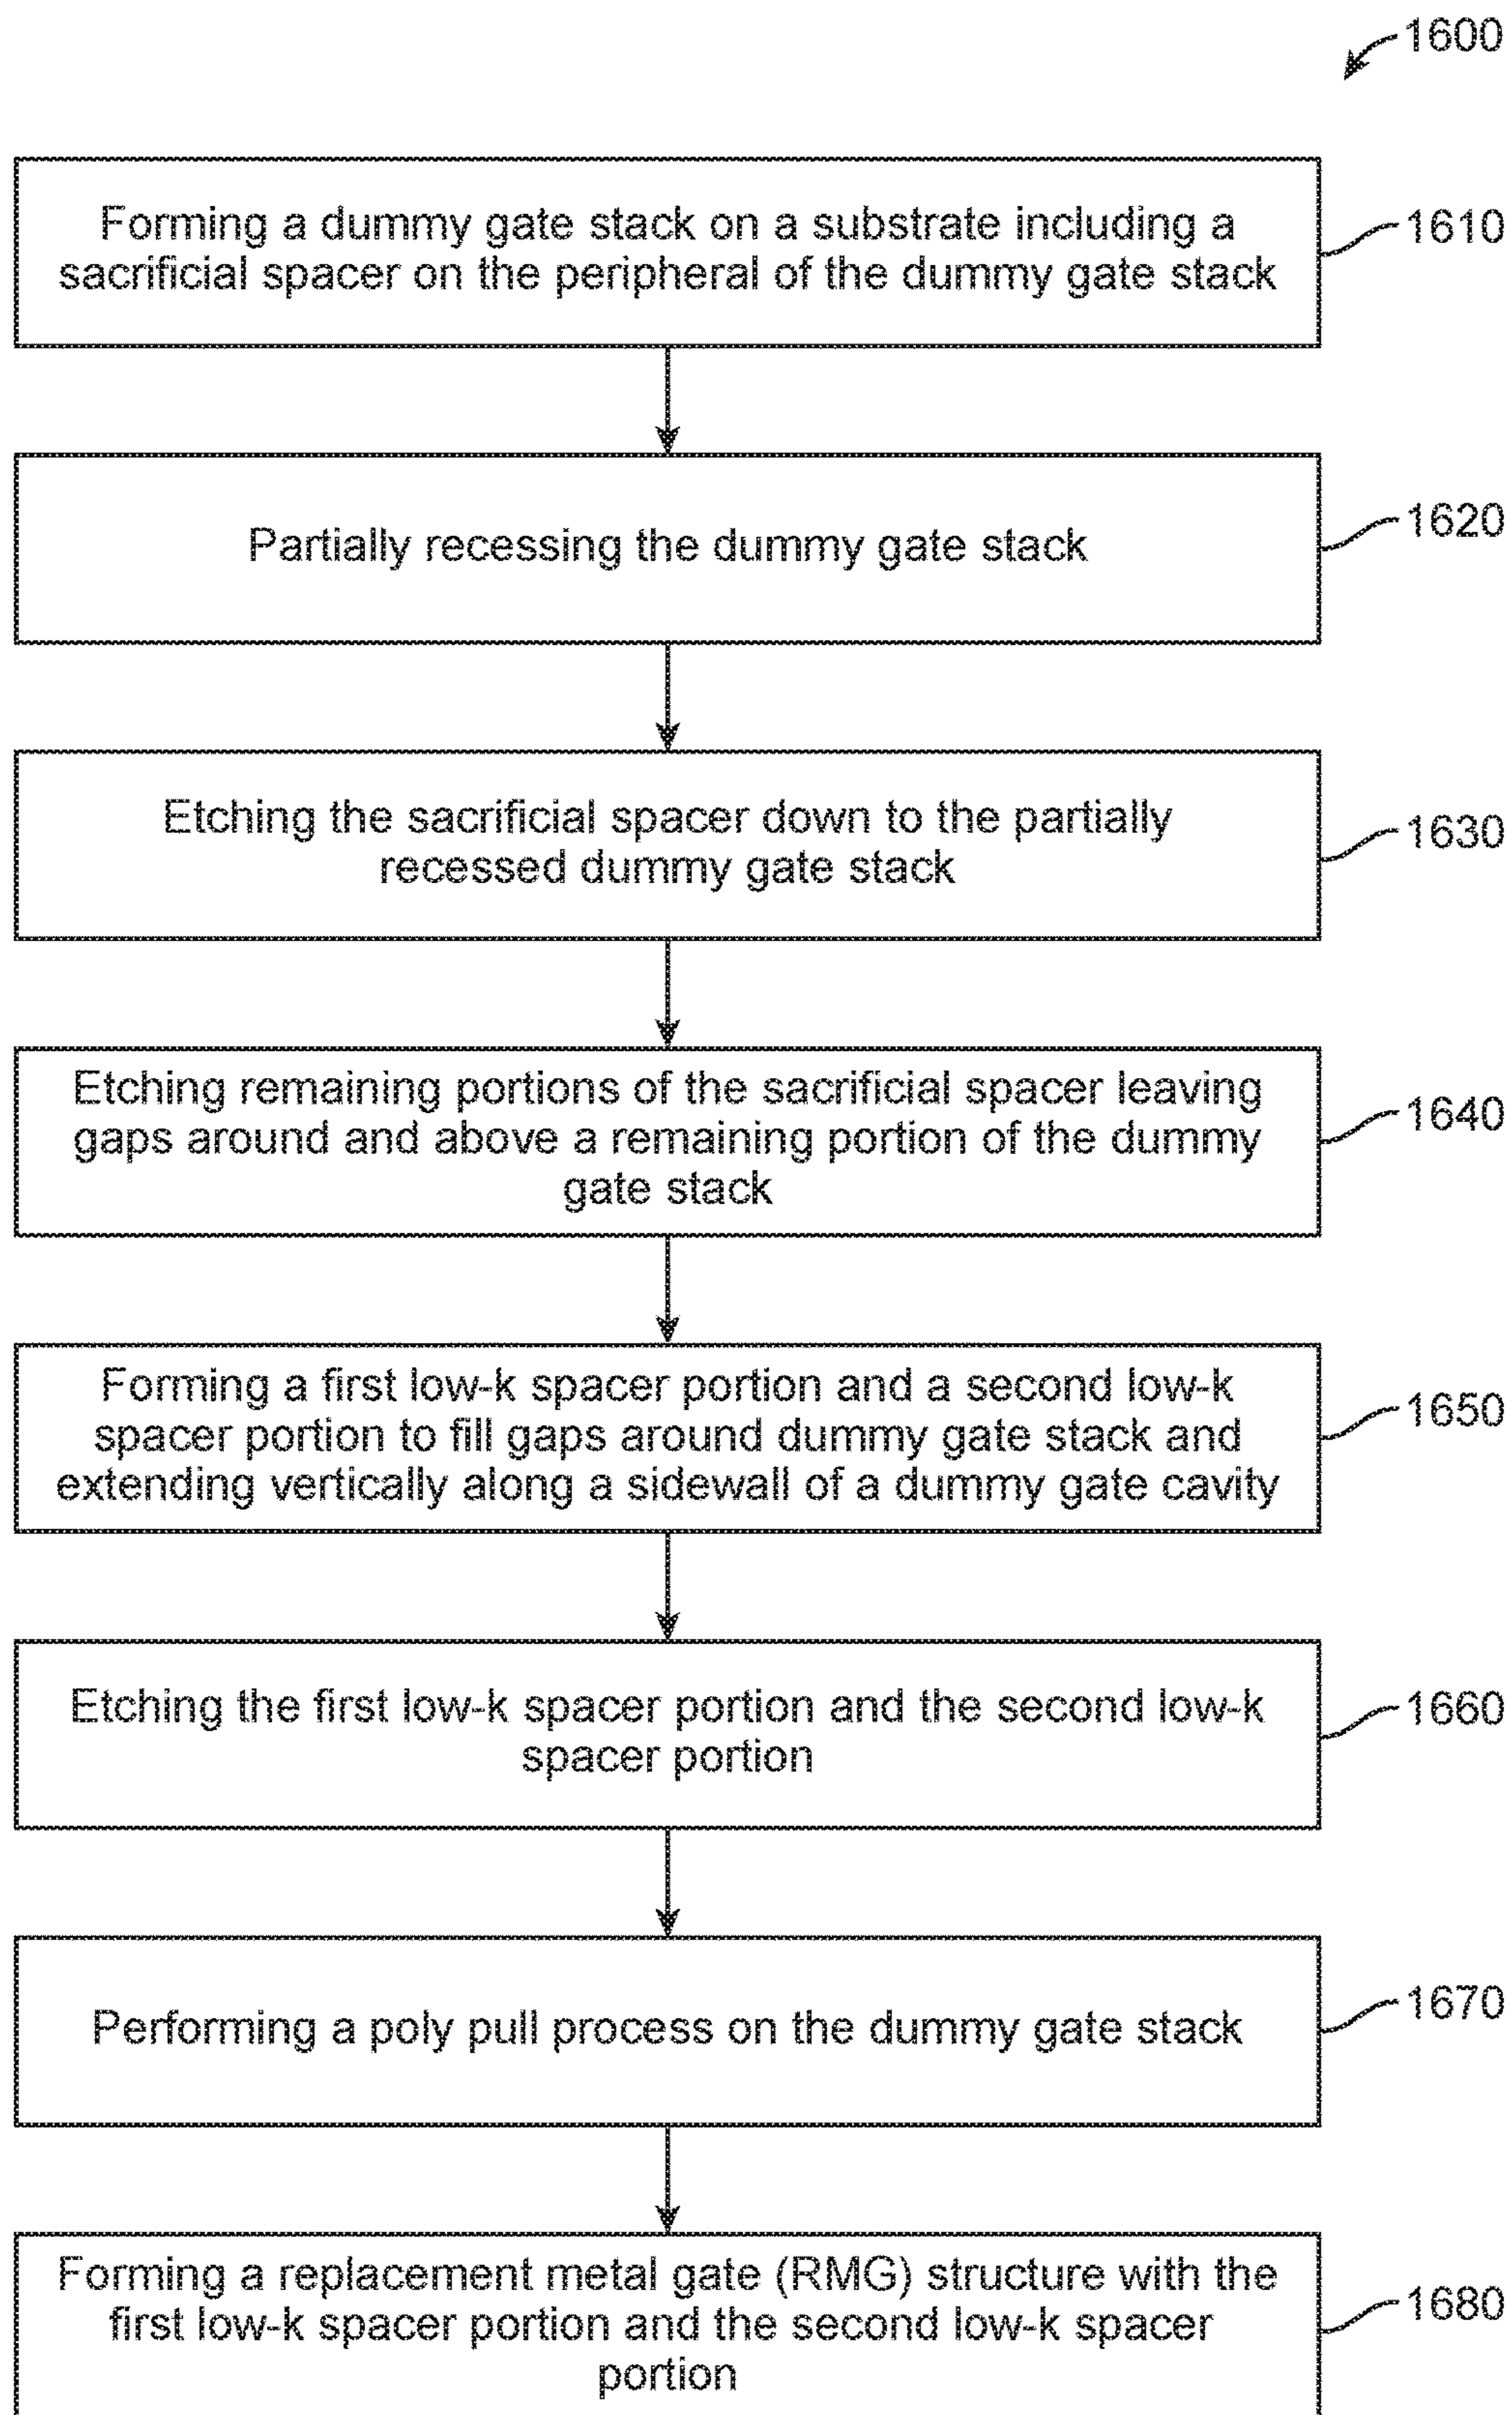 1600
Forming a dummy gate stack on a substrate including a
sacrificial spacer on the peripheral of the dummy gate stack
1610
Partially recessing the dummy gate stack
1620
Etching the sacrificial spacer down to the partially
recessed dummy gate stack
1630
Etching remaining portions of the sacrificial spacer leaving
gaps around and above a remaining portion of the dummy
gate stack
1640
Forming a first low-k spacer portion and a second low-k
spacer portion to fill gaps around dummy gate stack and
extending vertically along a sidewall of a dummy gate cavity
1650
Etching the first low-k spacer portion and the second low-k
spacer portion
1660
Performing a poly pull process on the dummy gate stack
1670
Forming a replacement metal gate (RMG) structure with the
first low-k spacer portion and the second low-k spacer
portion
1680